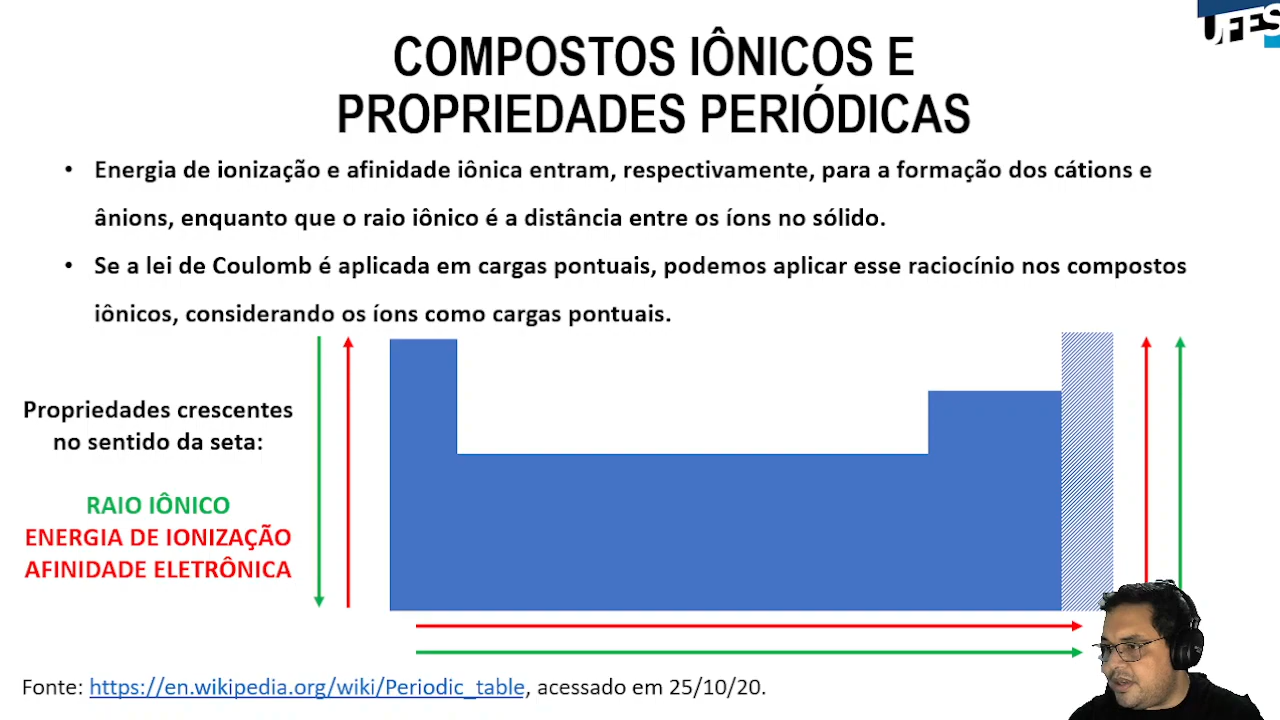 UFES
COMPOSTOS IÔNICOS E
PROPRIEDADES PERIÓDICAS
• Energia de ionização e afinidade iônica entram, respectivamente, para a formação dos cátions e
ânions, enquanto que o raio iônico é a distância entre os íons no sólido.
• Se a lei de Coulomb é aplicada em cargas pontuais, podemos aplicar esse raciocínio nos compostos
iônicos, considerando os íons como cargas pontuais.
Propriedades crescentes
no sentido da seta:
RAIO IÔNICO
ENERGIA DE IONIZAÇÃO
AFINIDADE ELETRÔNICA
Fonte: https://en.wikipedia.org/wiki/Periodic_table, acessado em 25/10/20.